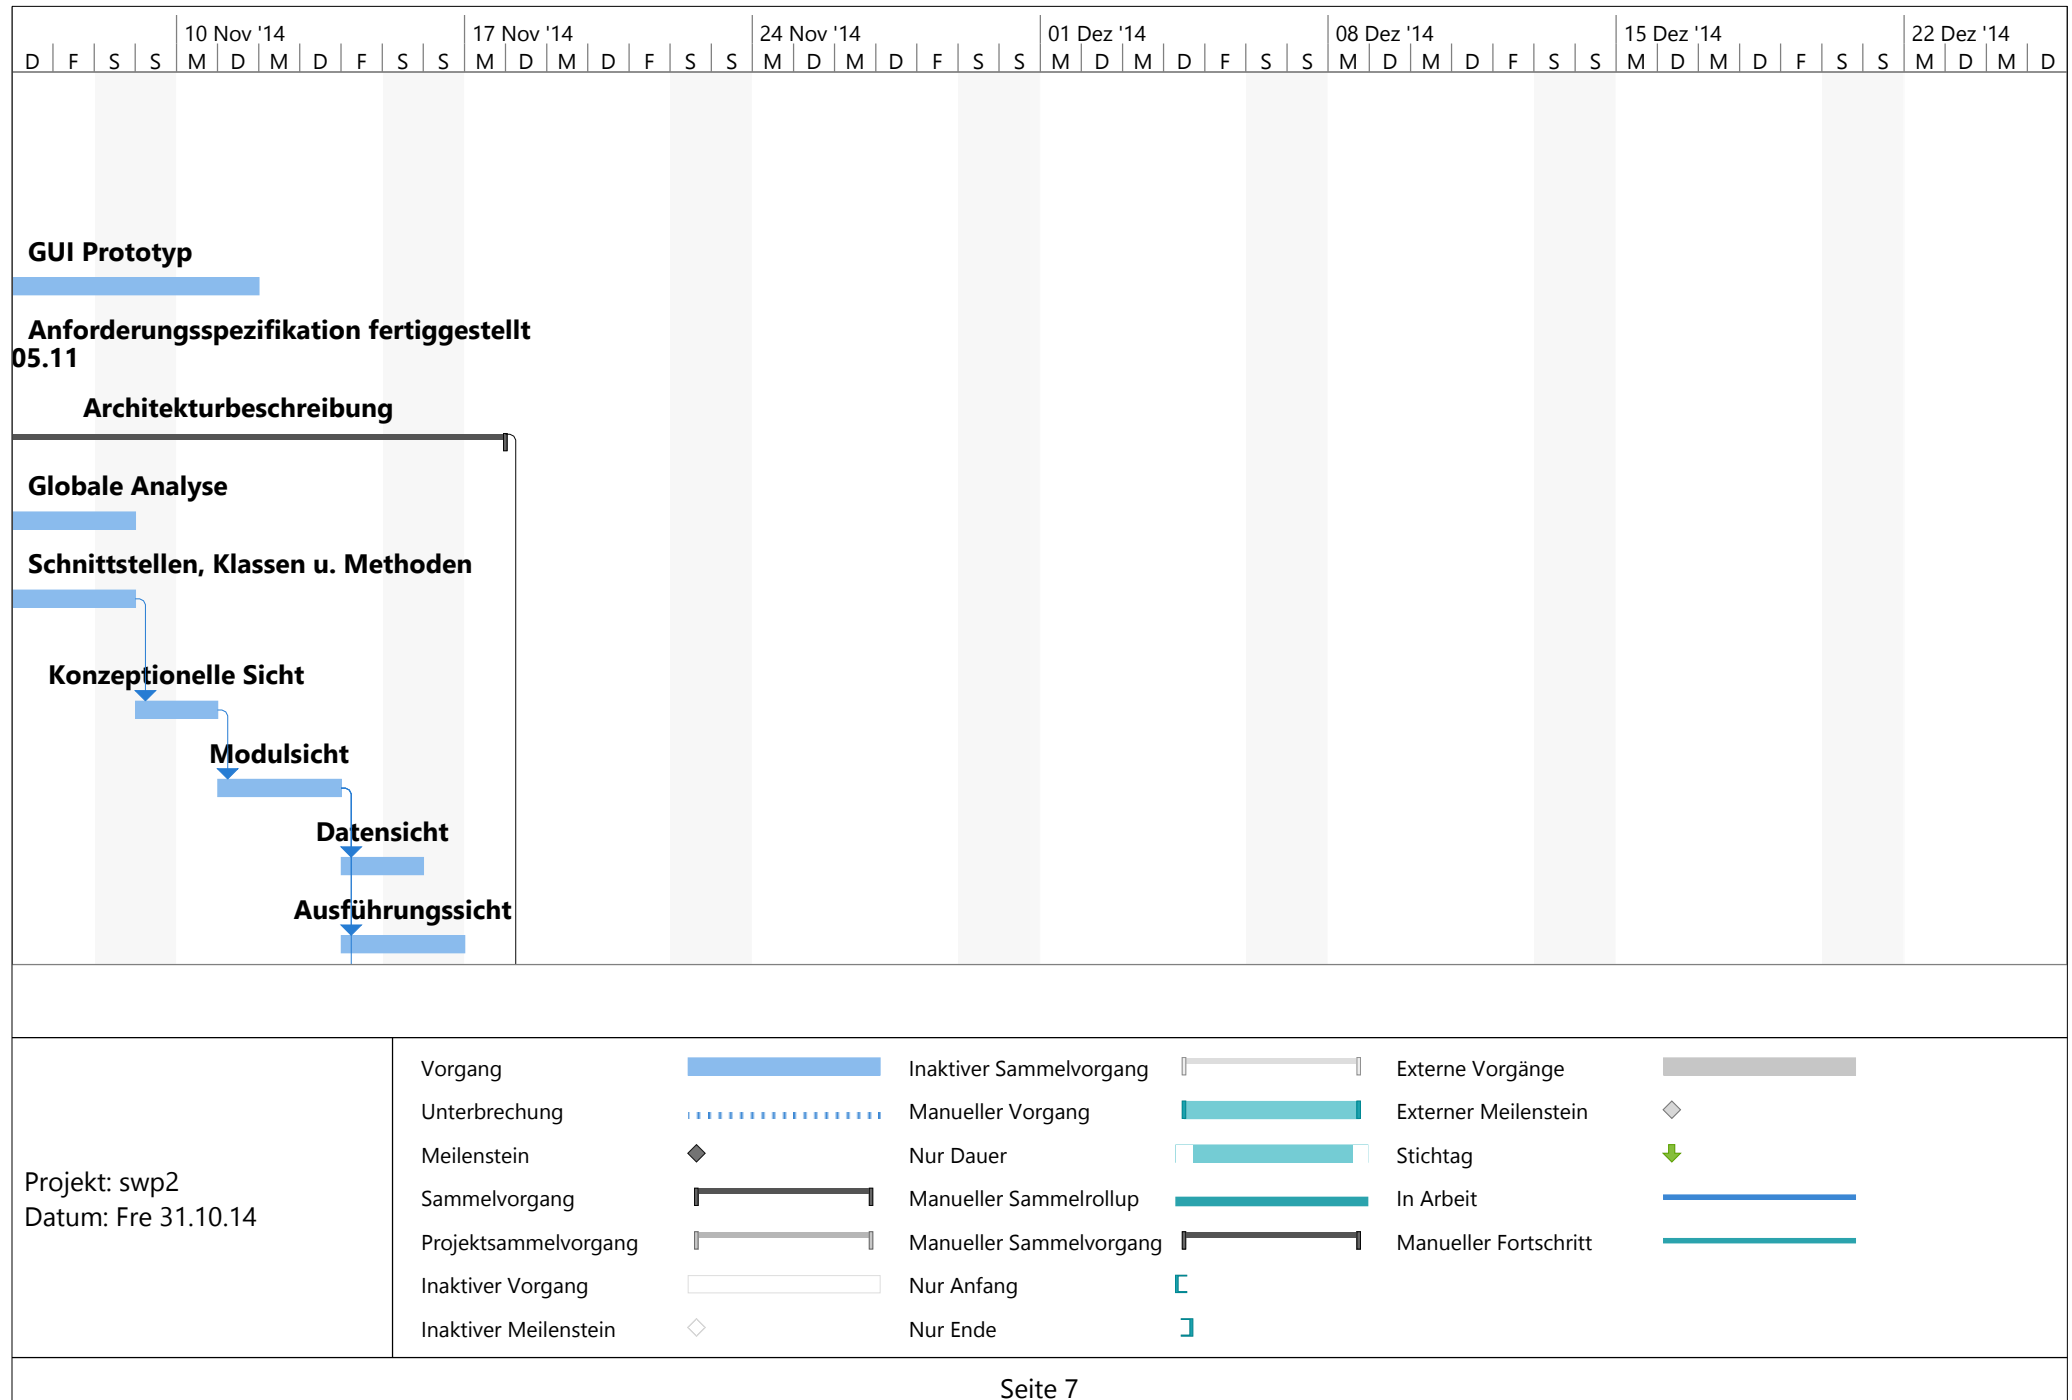 10 Nov '14 17 Nov '14 24 Nov '14 01 Dez '14 08 Dez '14 15 Dez '14 22 Dez '14
D F S S M D M D F S S M D M D F S S M D M D F S S M D M D F S S M D M D F S S M D M D F S S M D M D
GUI Prototyp
Anforderungsspezifikation fertiggestellt
05.11
Architekturbeschreibung
Globale Analyse
Schnittstellen, Klassen u. Methoden
Konzeptionelle Sicht
Modulsicht
Datensicht
Ausführungssicht
Projekt: swp2
Datum: Fre 31.10.14
Vorgang
Unterbrechung
Meilenstein
Sammelvorgang
Projektsammelvorgang
Inaktiver Vorgang
Inaktiver Meilenstein
Inaktiver Sammelvorgang
Manueller Vorgang
Nur Dauer
Manueller Sammelrollup
Manueller Sammelvorgang
Nur Anfang
Nur Ende
Externe Vorgänge
Externer Meilenstein
Stichtag
In Arbeit
Manueller Fortschritt
Seite 7